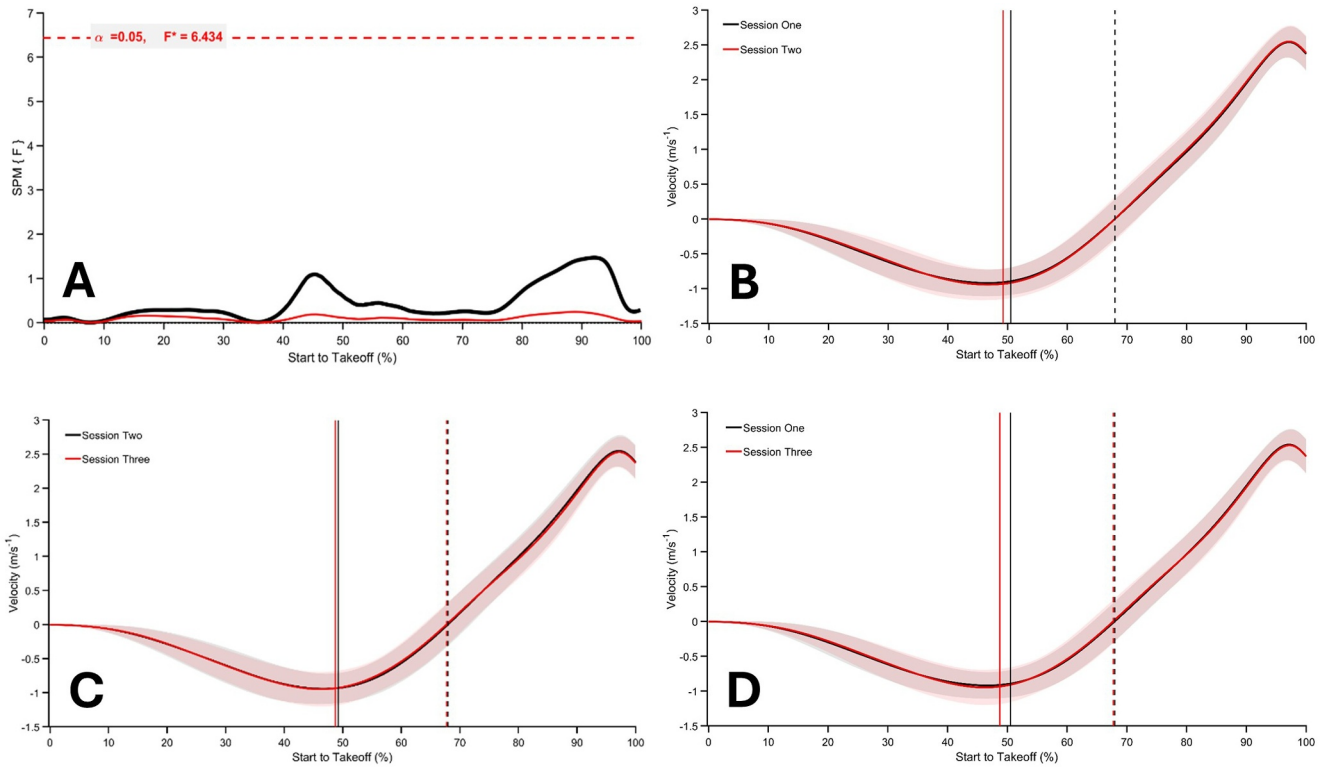 7
6
5
4
3
2
1
0
SPM { F }
α =0.05, F* = 6.434
A
0 10 20 30 40 50 60 70 80 90 100
Start to Takeoff (%)
3
2.5
2
1.5
1
0.5
0
-0.5
-1
-1.5
Velocity (m/s⁻¹)
Session One
Session Two
B
0 10 20 30 40 50 60 70 80 90 100
Start to Takeoff (%)
3
2.5
2
1.5
1
0.5
0
-0.5
-1
-1.5
Velocity (m/s⁻¹)
Session Two
Session Three
C
0 10 20 30 40 50 60 70 80 90 100
Start to Takeoff (%)
3
2.5
2
1.5
1
0.5
0
-0.5
-1
-1.5
Velocity (m/s⁻¹)
Session One
Session Three
D
0 10 20 30 40 50 60 70 80 90 100
Start to Takeoff (%)